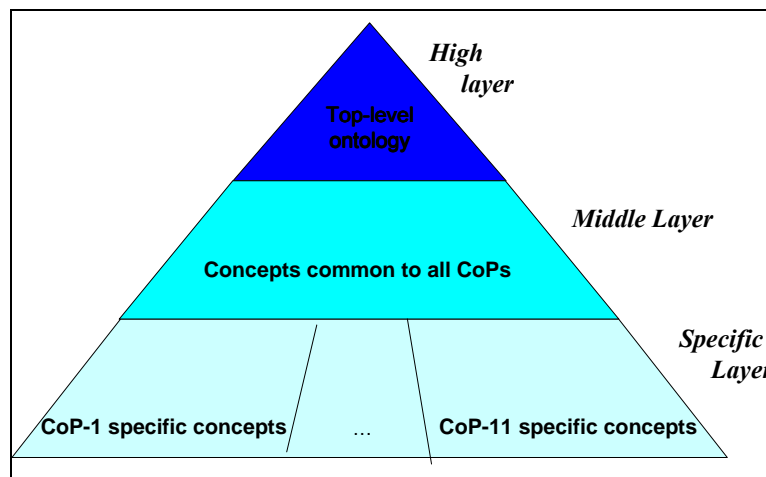 High
layer
Top-level
ontology
Middle Layer
Concepts common to all CoPs
Specific
Layer
CoP-1 specific concepts
...
CoP-11 specific concepts